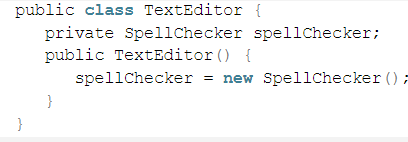 public class TextEditor {
   private SpellChecker spellChecker;
   public TextEditor() {
      spellChecker = new SpellChecker();
   }
}